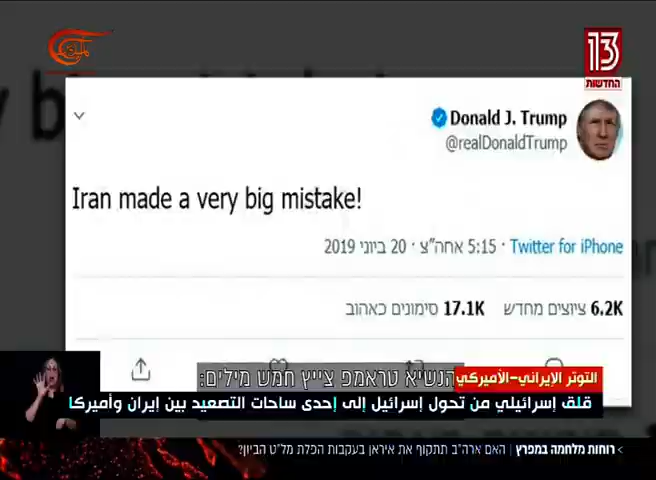 الميادين
13
החדשות
Donald J. Trump
@realDonaldTrump
Iran made a very big mistake!
Twitter for iPhone · 5:15 אחה"צ · 20 ביוני 2019
6.2K ציוצים מחדש 17.1K סימונים כאהוב
הנשיא טראמפ צייץ חמש מילים:
التوتر الإيراني-الأميركي
قلق إسرائيلي من تحول إسرائيل إلى إحدى ساحات التصعيد بين إيران وأميركا
רוחות מלחמה במפרץ | האם ארה"ב תתקוף את איראן בעקבות הפלת מל"ט הביון?